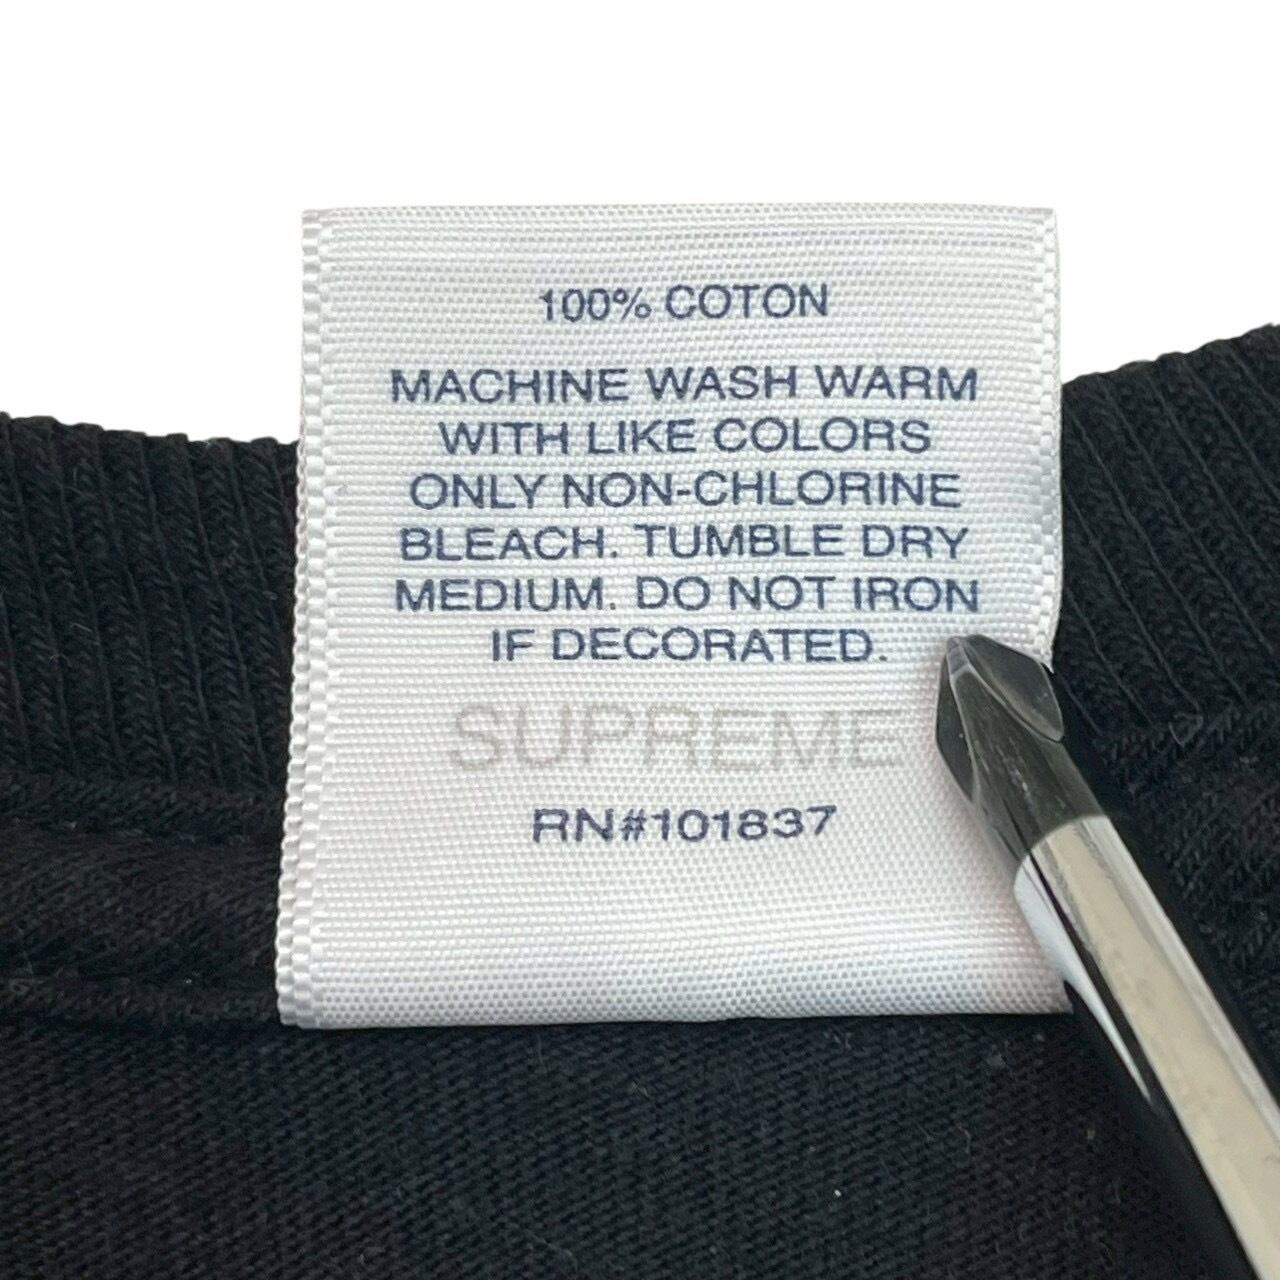 100% COTON
MACHINE WASH WARM
WITH LIKE COLORS
ONLY NON-CHLORINE
BLEACH. TUMBLE DRY
MEDIUM. DO NOT IRON
IF DECORATED.
SUPREME
RN#101837